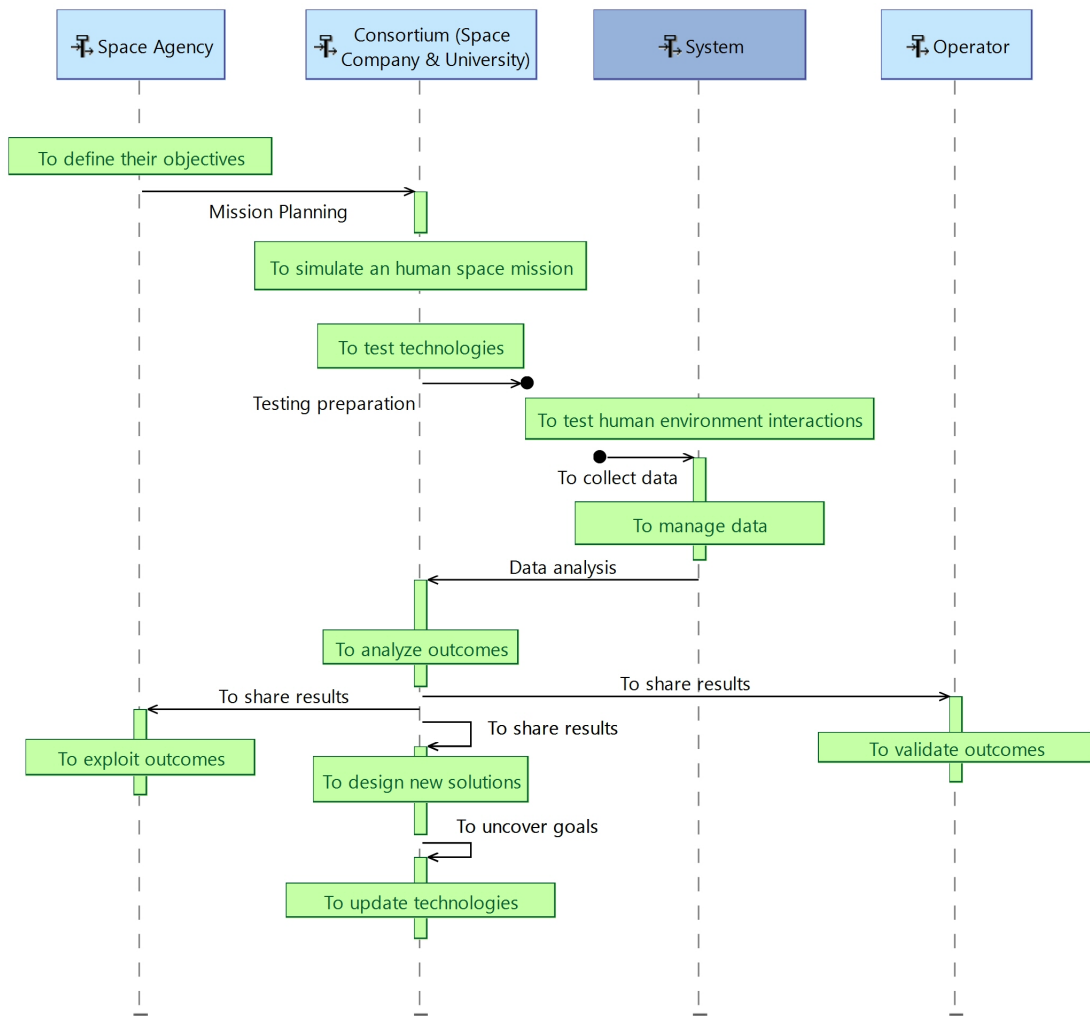 Space Agency
Consortium (Space
Company & University)
System
Operator
To define their objectives
Mission Planning
To simulate an human space mission
To test technologies
Testing preparation
To test human environment interactions
To collect data
To manage data
Data analysis
To analyze outcomes
To share results
To share results
To share results
To exploit outcomes
To validate outcomes
To design new solutions
To uncover goals
To update technologies